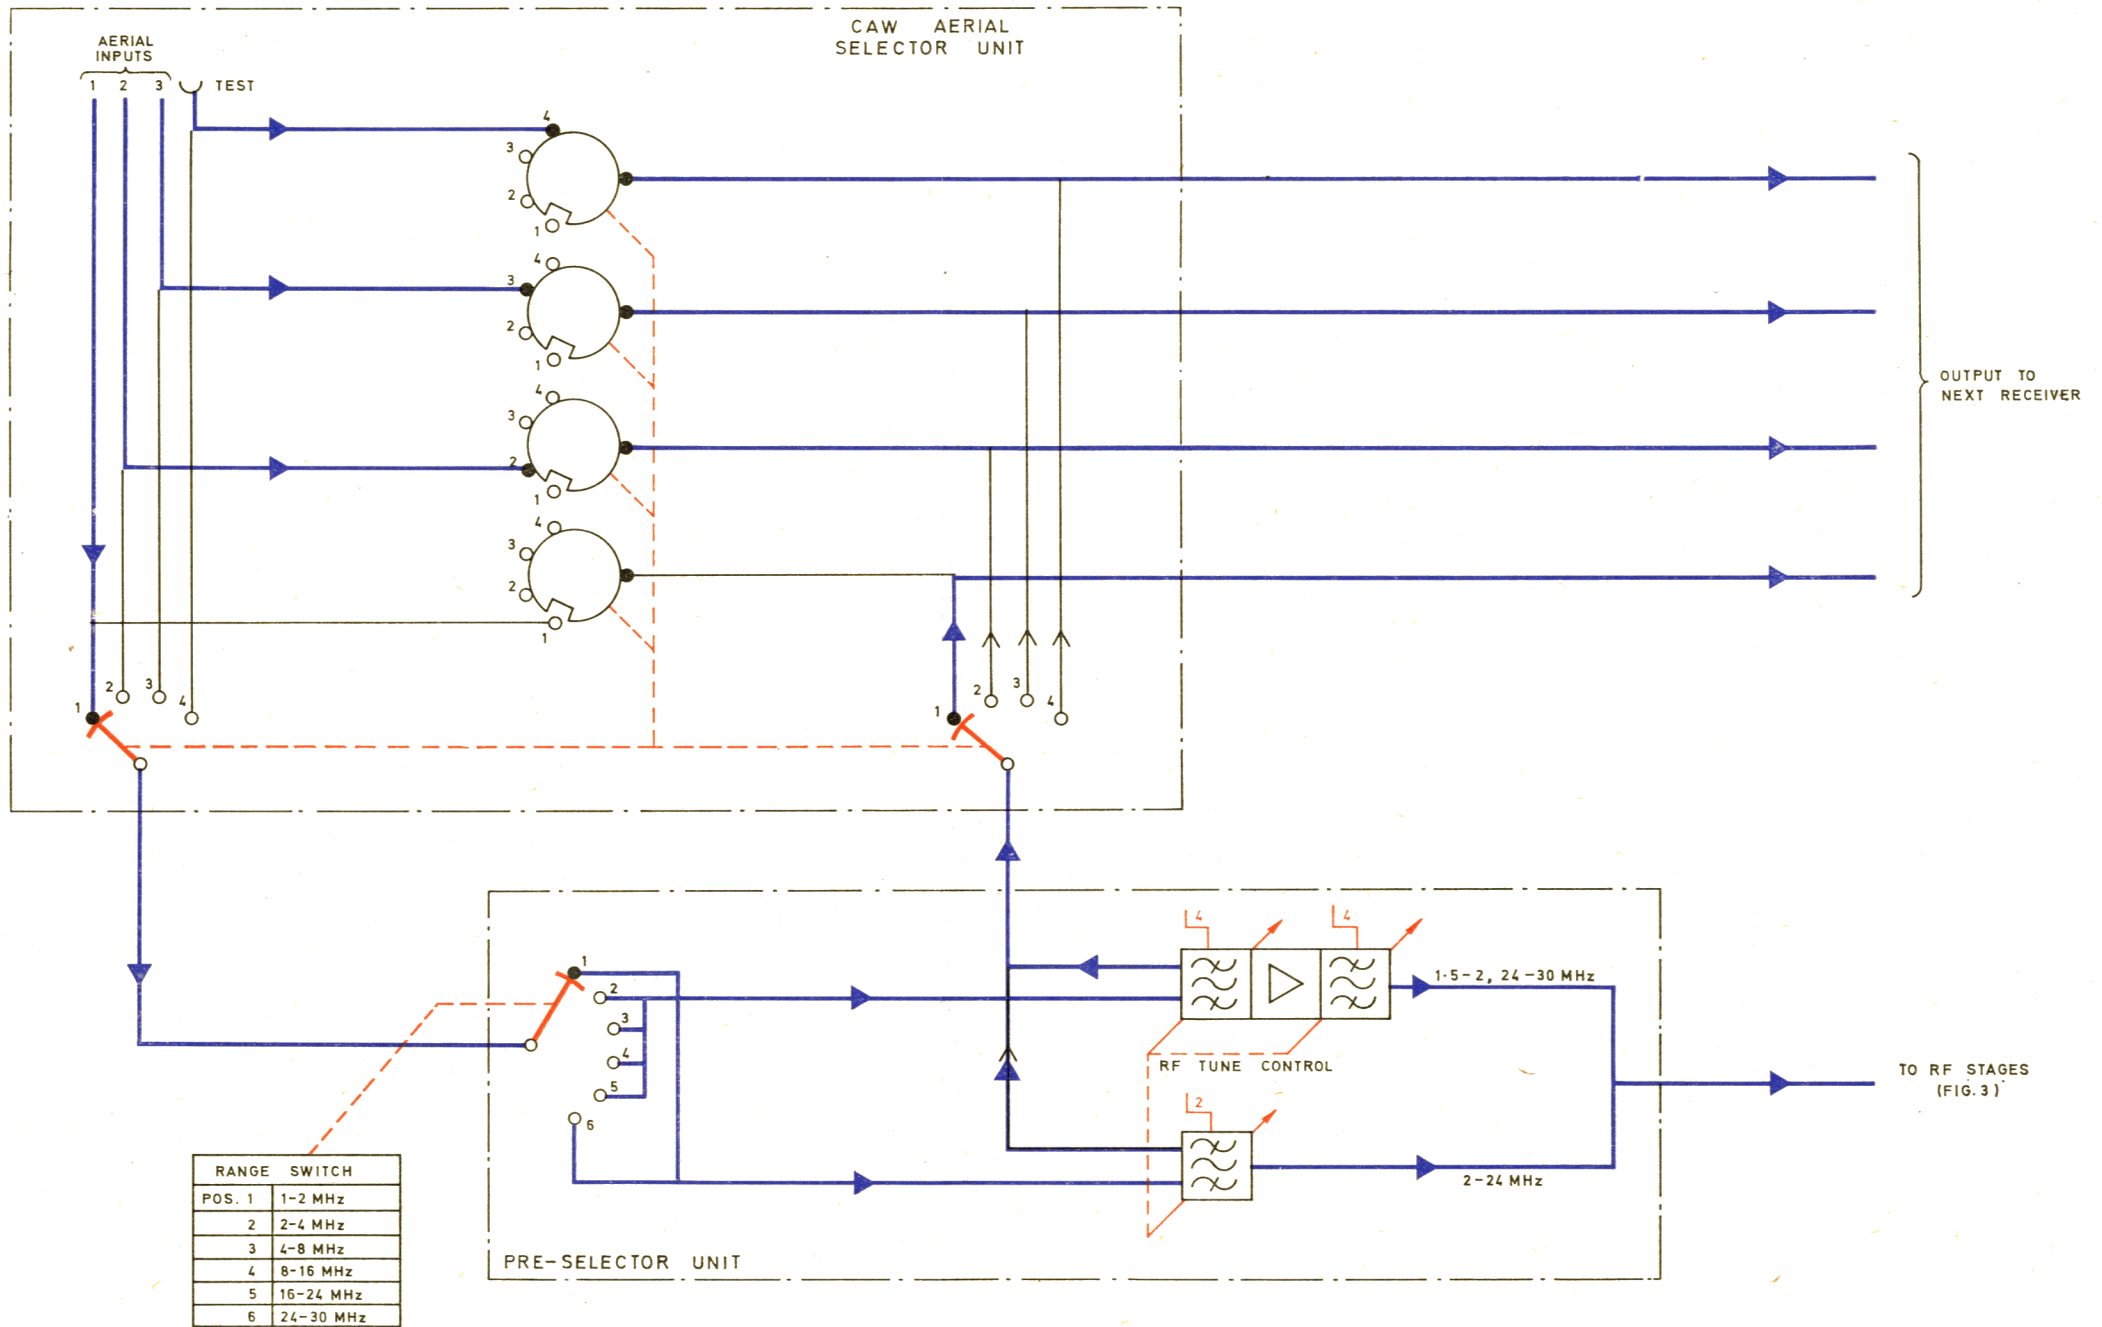 CAW AERIAL
SELECTOR UNIT
AERIAL
INPUTS
1 2 3 TEST
4
3
2
1
4
3
2
1
4
3
2
1
4
3
2
1
OUTPUT TO
NEXT RECEIVER
1 2 3 4
1 2 3 4
1
2
3
4
5
6
4 4
1·5-2, 24-30 MHz
RF TUNE CONTROL
2
2-24 MHz
TO RF STAGES
(FIG.3)
PRE-SELECTOR UNIT
RANGE SWITCH
POS. 1 1-2 MHz
2 2-4 MHz
3 4-8 MHz
4 8-16 MHz
5 16-24 MHz
6 24-30 MHz